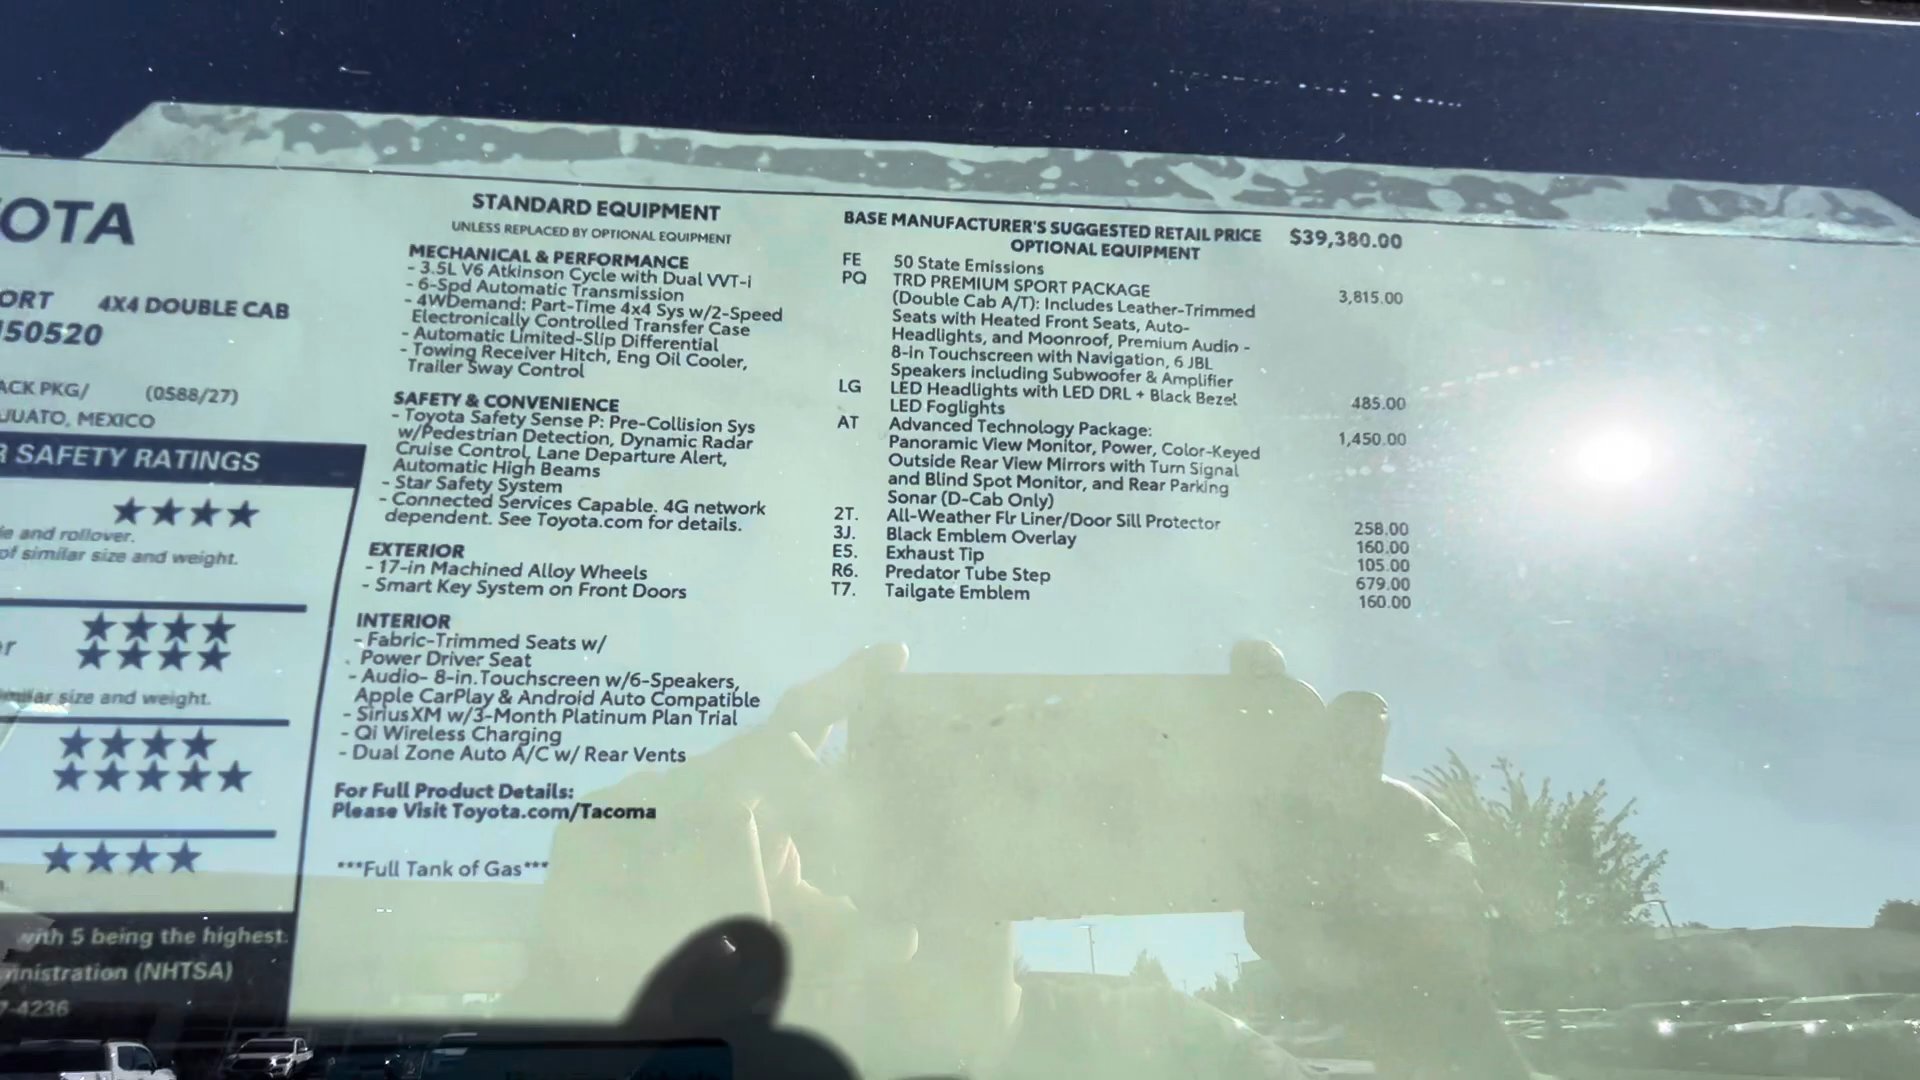 OTA
ORT 4X4 DOUBLE CAB
150520
ACK PKG/ (0588/27)
JUATO, MEXICO
SAFETY RATINGS
★★★★
and rollover.
of similar size and weight.
★★★★
★★★★
size and weight.
★★★★
★★★★★
★★★★
with 5 being the highest.
(NHTSA)
7-4236
STANDARD EQUIPMENT
UNLESS REPLACED BY OPTIONAL EQUIPMENT
MECHANICAL & PERFORMANCE
- 3.5L V6 Atkinson Cycle with Dual VVT-i
- 6-Spd Automatic Transmission
- 4WDemand: Part-Time 4x4 Sys w/2-Speed
Electronically Controlled Transfer Case
- Automatic Limited-Slip Differential
- Towing Receiver Hitch, Eng Oil Cooler,
Trailer Sway Control
SAFETY & CONVENIENCE
- Toyota Safety Sense P: Pre-Collision Sys
w/Pedestrian Detection, Dynamic Radar
Cruise Control, Lane Departure Alert,
Automatic High Beams
- Star Safety System
- Connected Services Capable. 4G network
dependent. See Toyota.com for details.
EXTERIOR
- 17-in Machined Alloy Wheels
- Smart Key System on Front Doors
INTERIOR
- Fabric-Trimmed Seats w/
Power Driver Seat
- Audio- 8-in.Touchscreen w/6-Speakers,
Apple CarPlay & Android Auto Compatible
- SiriusXM w/3-Month Platinum Plan Trial
- Qi Wireless Charging
- Dual Zone Auto A/C w/ Rear Vents
For Full Product Details:
Please Visit Toyota.com/Tacoma
***Full Tank of Gas***
BASE MANUFACTURER'S SUGGESTED RETAIL PRICE $39,380.00
OPTIONAL EQUIPMENT
FE 50 State Emissions
PQ TRD PREMIUM SPORT PACKAGE 3,815.00
(Double Cab A/T): Includes Leather-Trimmed
Seats with Heated Front Seats, Auto-
Headlights, and Moonroof, Premium Audio -
8-in Touchscreen with Navigation, 6 JBL
Speakers including Subwoofer & Amplifier
LG LED Headlights with LED DRL + Black Bezel 485.00
LED Foglights
AT Advanced Technology Package: 1,450.00
Panoramic View Monitor, Power, Color-Keyed
Outside Rear View Mirrors with Turn Signal
and Blind Spot Monitor, and Rear Parking
Sonar (D-Cab Only)
2T. All-Weather Flr Liner/Door Sill Protector 258.00
3J. Black Emblem Overlay 160.00
E5. Exhaust Tip 105.00
R6. Predator Tube Step 679.00
T7. Tailgate Emblem 160.00